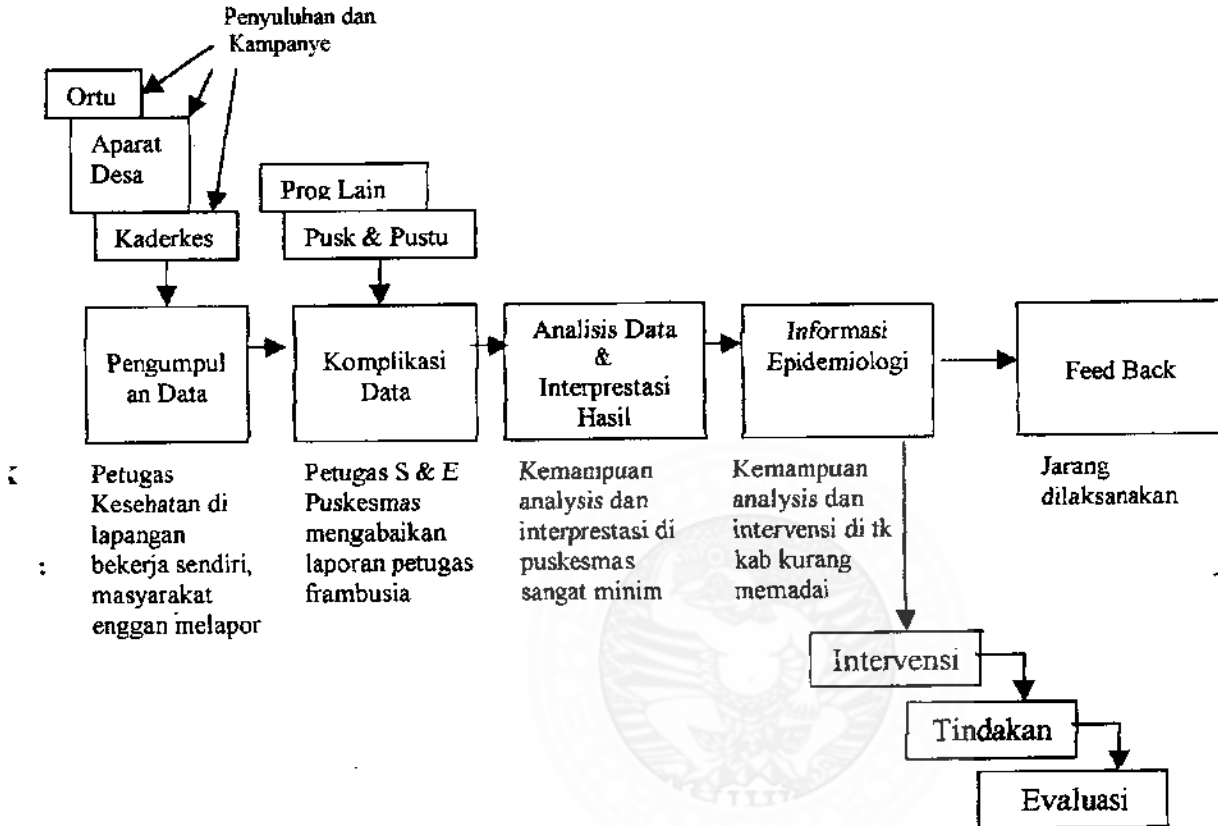 Penyuluhan dan
Kampanye
Ortu
Aparat
Desa
Kaderkes
Prog Lain
Pusk & Pustu
Pengumpul
an Data
Komplikasi
Data
Analisis Data
&
Interprestasi
Hasil
Informasi
Epidemiologi
Feed Back
Petugas
Kesehatan di
lapangan
bekerja sendiri,
masyarakat
enggan melapor
Petugas S & E
Puskesmas
mengabaikan
laporan petugas
frambusia
Kemampuan
analysis dan
interprestasi di
puskesmas
sangat minim
Kemampuan
analysis dan
intervensi di tk
kab kurang
memadai
Jarang
dilaksanakan
:
Intervensi
Tindakan
Evaluasi